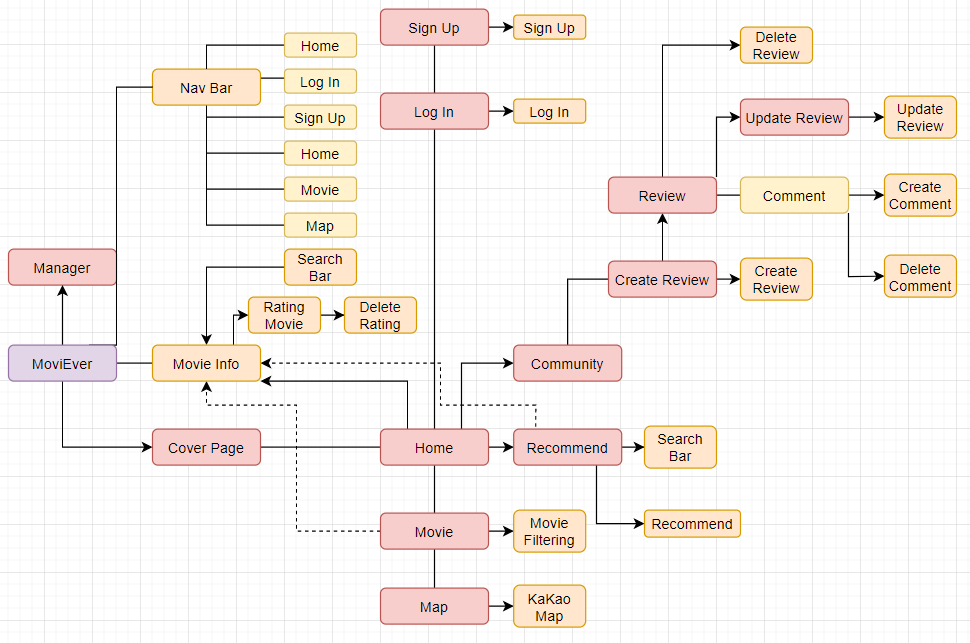 Sign Up
Sign Up
Delete
Review
Home
Nav Bar
Log In
Sign Up
Home
Movie
Map
Log In
Log In
Update Review
Update
Review
Review
Comment
Create
Comment
Manager
Search
Bar
Create Review
Create
Review
Delete
Comment
Rating
Movie
Delete
Rating
MoviEver
Movie Info
Community
Cover Page
Home
Recommend
Search
Bar
Movie
Movie
Filtering
Recommend
Map
KaKao
Map